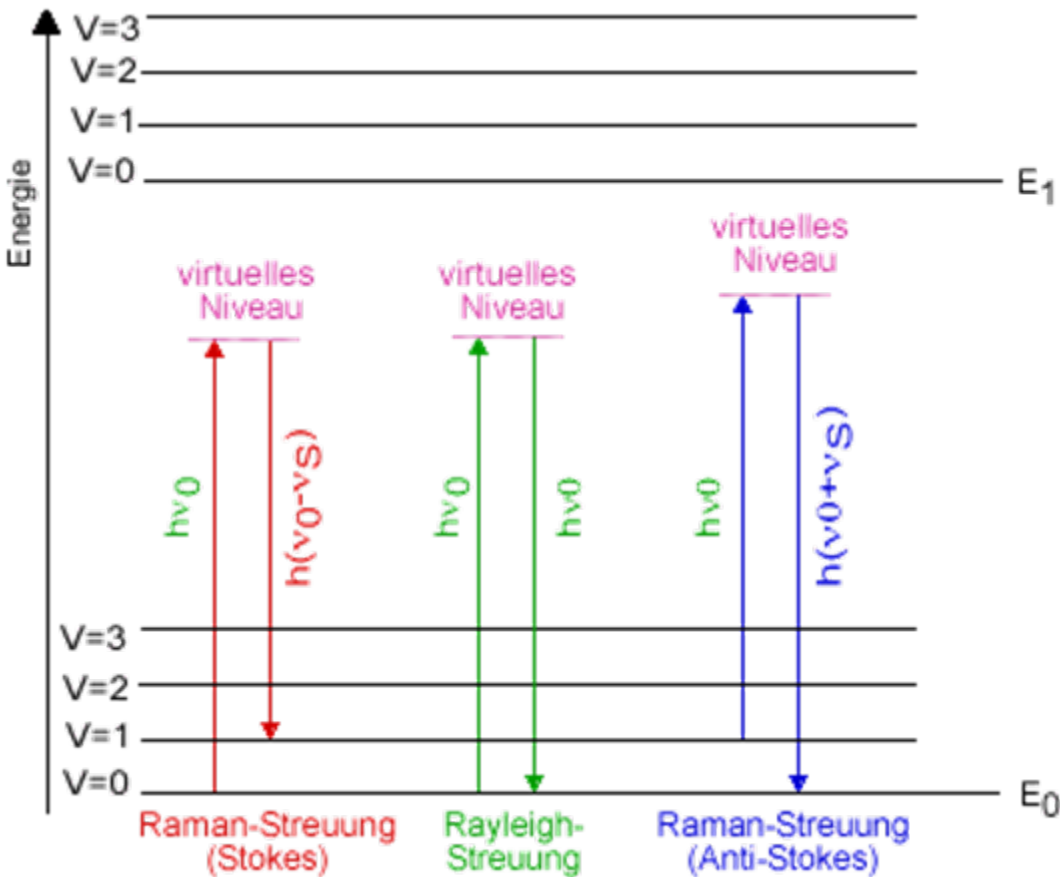 V=3
V=2
V=1
V=0
E1
Energie
virtuelles
Niveau
virtuelles
Niveau
virtuelles
Niveau
hν0
h(ν0-νS)
hν0
hν0
hν0
h(ν0+νS)
V=3
V=2
V=1
V=0
E0
Raman-Streuung
(Stokes)
Rayleigh-
Streuung
Raman-Streuung
(Anti-Stokes)